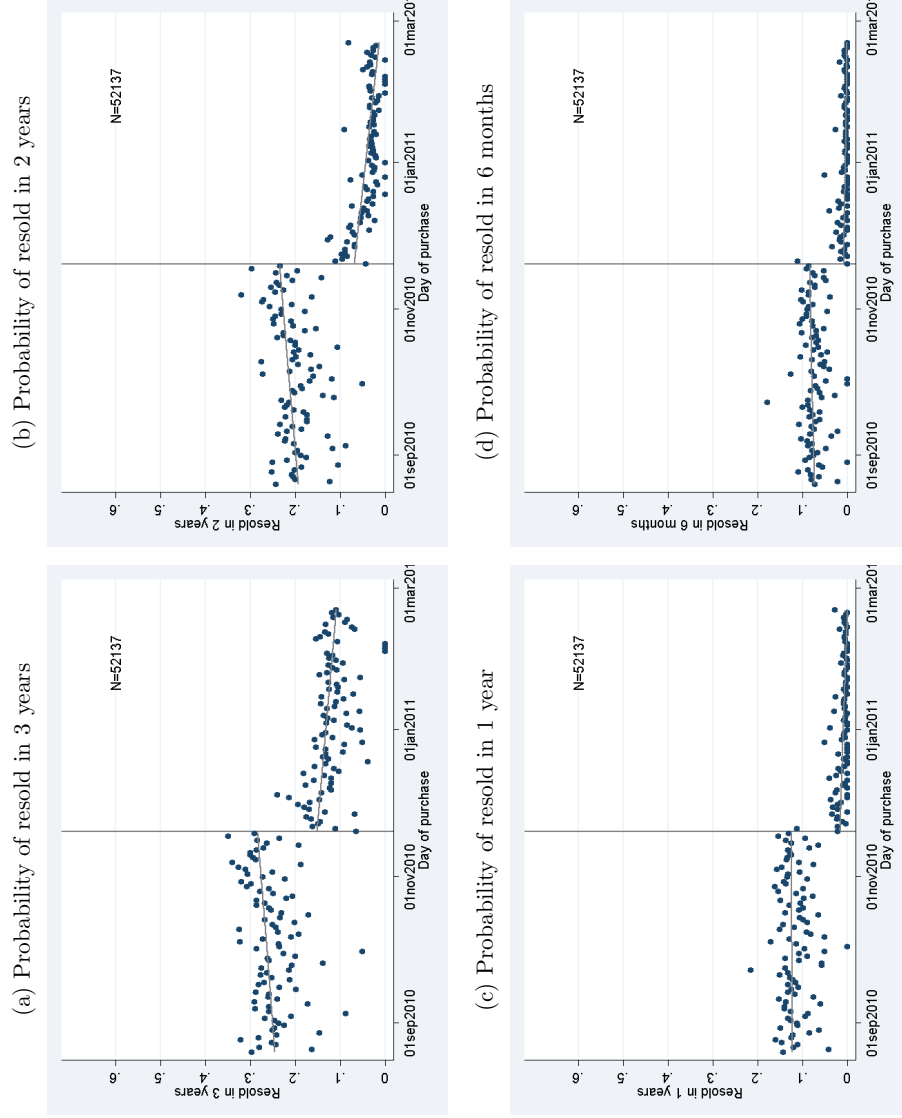 (a) Probability of resold in 3 years
Resold in 3 years
0 .1 .2 .3 .4 .5 .6
N=52137
01sep2010 01nov2010 01jan2011 01mar201
Day of purchase
(b) Probability of resold in 2 years
Resold in 2 years
0 .1 .2 .3 .4 .5 .6
N=52137
01sep2010 01nov2010 01jan2011 01mar20
Day of purchase
(c) Probability of resold in 1 year
Resold in 1 years
0 .1 .2 .3 .4 .5 .6
N=52137
01sep2010 01nov2010 01jan2011 01mar201
Day of purchase
(d) Probability of resold in 6 months
Resold in 6 months
0 .1 .2 .3 .4 .5 .6
N=52137
01sep2010 01nov2010 01jan2011 01mar20
Day of purchase